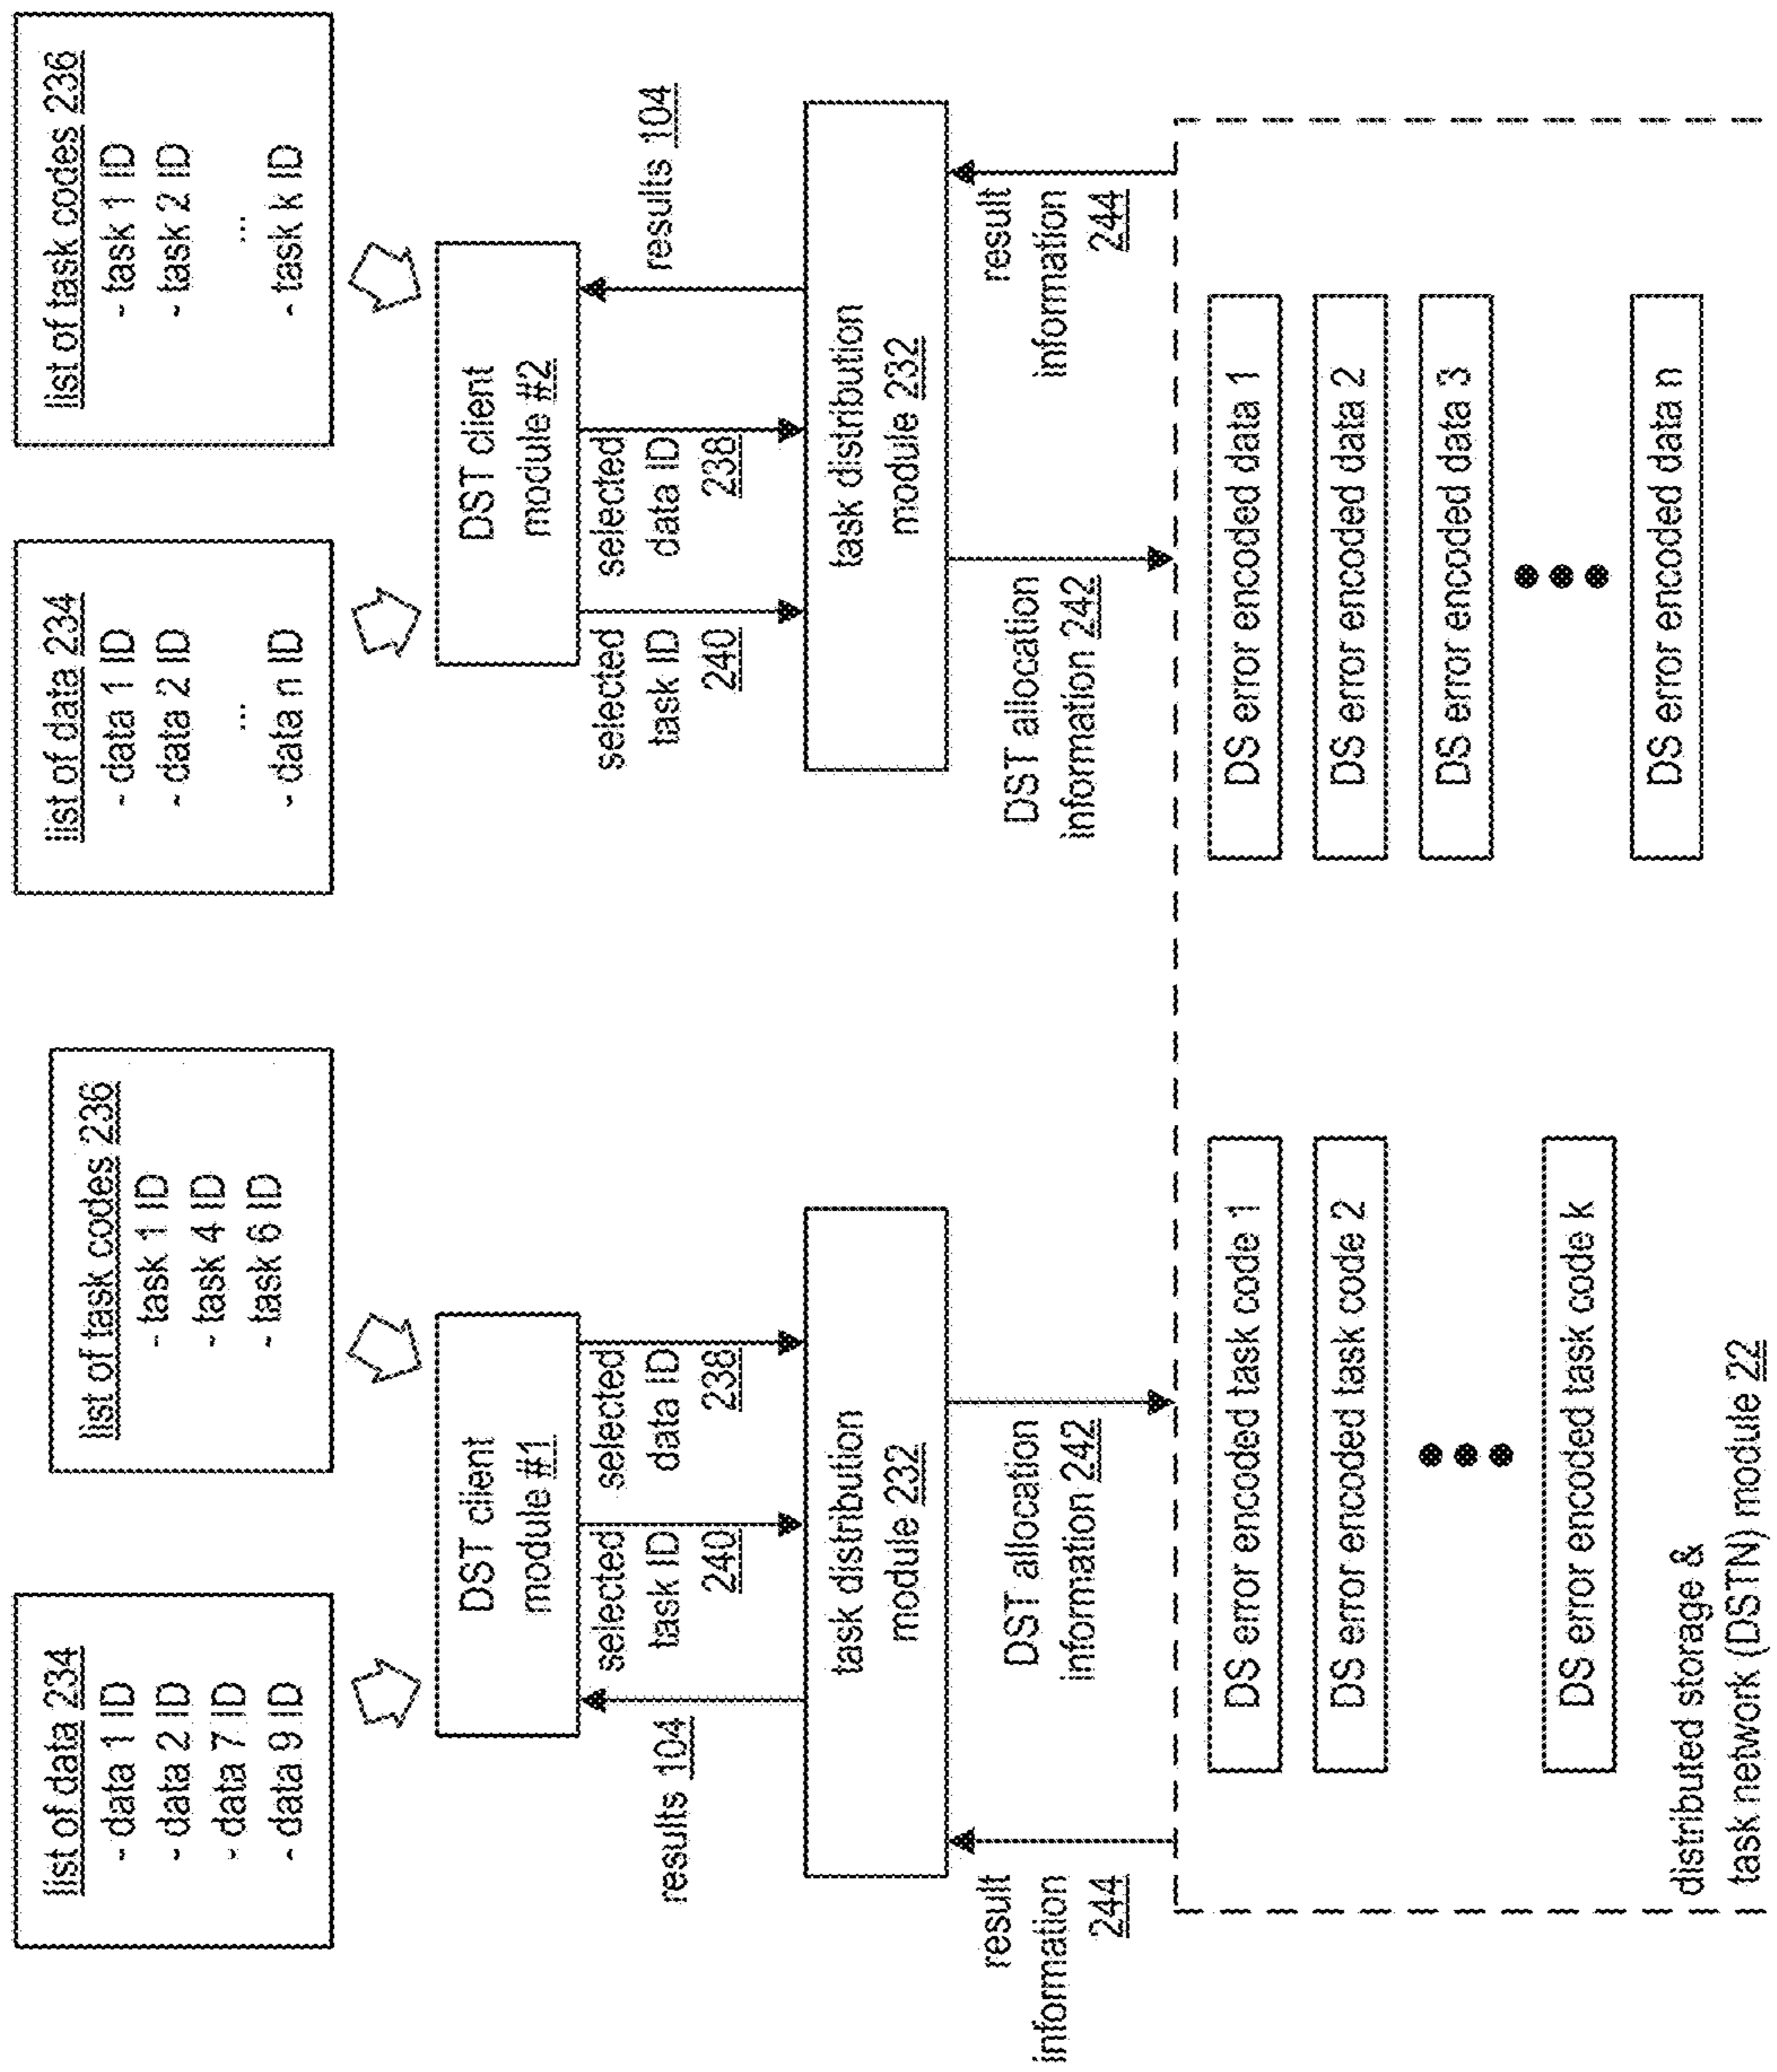 list of data 234
- data 1 ID
- data 2 ID
- data 7 ID
- data 9 ID
list of task codes 236
- task 1 ID
- task 4 ID
- task 6 ID
list of data 234
- data 1 ID
- data 2 ID
...
- data n ID
list of task codes 236
- task 1 ID
- task 2 ID
...
- task k ID
DST client
module #1
DST client
module #2
results 104
selected
task ID
240
selected
data ID
238
selected
task ID
240
selected
data ID
238
results 104
task distribution
module 232
task distribution
module 232
result
information
244
DST allocation
information 242
DST allocation
information 242
result
information
244
DS error encoded task code 1
DS error encoded task code 2
DS error encoded task code k
DS error encoded data 1
DS error encoded data 2
DS error encoded data 3
DS error encoded data n
distributed storage &
task network (DSTN) module 22